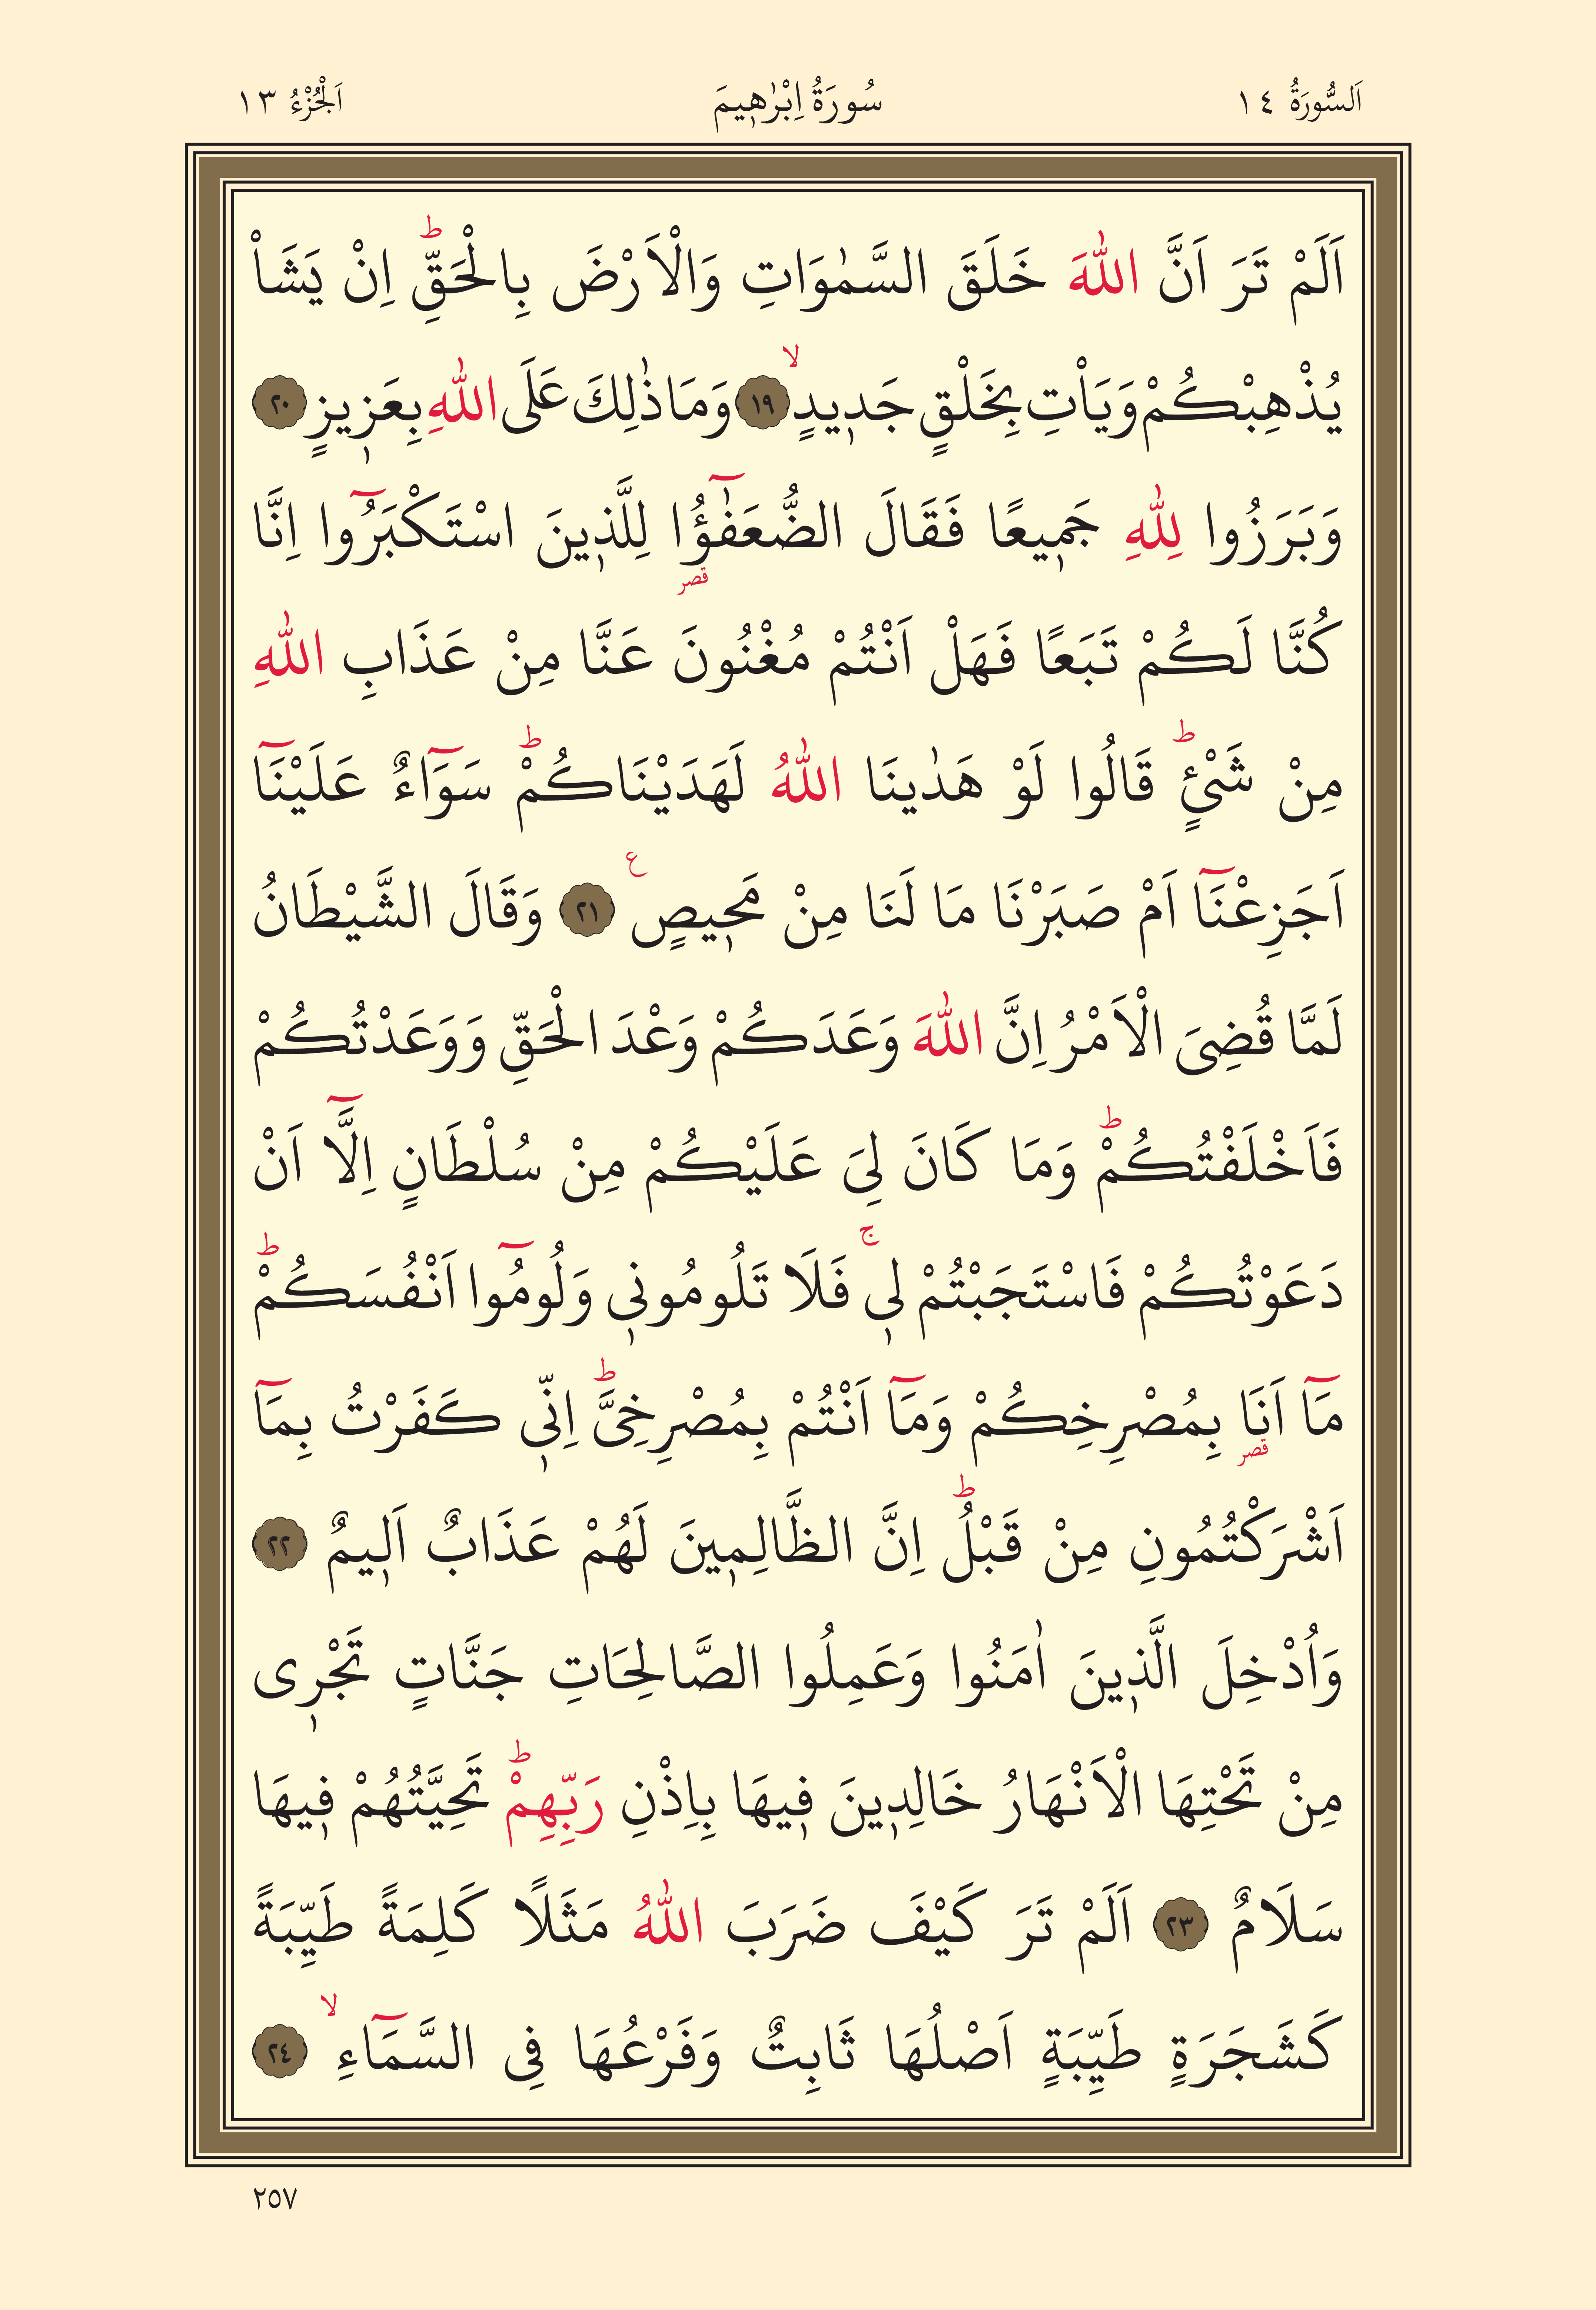 اَلسُّورَةُ ١٤ سُورَةُ اِبْرٰه۪يمَ اَلْجُزْءُ ١٣
اَلَمْ تَرَ اَنَّ اللّٰهَ خَلَقَ السَّمٰوَاتِ وَالْاَرْضَ بِالْحَقِّۜ اِنْ يَشَأْ
يُذْهِبْكُمْ وَيَأْتِ بِخَلْقٍ جَد۪يدٍۙ ﴿١٩﴾ وَمَا ذٰلِكَ عَلَى اللّٰهِ بِعَز۪يزٍ ﴿٢٠﴾
وَبَرَزُوا لِلّٰهِ جَم۪يعًا فَقَالَ الضُّعَفٰٓؤُ۬ا لِلَّذ۪ينَ اسْتَكْبَرُٓوا اِنَّا
قصر
كُنَّا لَكُمْ تَبَعًا فَهَلْ اَنْتُمْ مُغْنُونَ عَنَّا مِنْ عَذَابِ اللّٰهِ
مِنْ شَيْءٍۜ قَالُوا لَوْ هَدٰينَا اللّٰهُ لَهَدَيْنَاكُمْۜ سَوَٓاءٌ عَلَيْنَٓا
اَجَزِعْنَٓا اَمْ صَبَرْنَا مَا لَنَا مِنْ مَح۪يصٍ۟ ع ﴿٢١﴾ وَقَالَ الشَّيْطَانُ
لَمَّا قُضِيَ الْاَمْرُ اِنَّ اللّٰهَ وَعَدَكُمْ وَعْدَ الْحَقِّ وَوَعَدْتُكُمْ
فَاَخْلَفْتُكُمْۜ وَمَا كَانَ لِيَ عَلَيْكُمْ مِنْ سُلْطَانٍ اِلَّٓا اَنْ
دَعَوْتُكُمْ فَاسْتَجَبْتُمْ ل۪يۚ فَلَا تَلُومُون۪ي وَلُومُٓوا اَنْفُسَكُمْۜ
مَٓا اَنَا بِمُصْرِخِكُمْ وَمَٓا اَنْتُمْ بِمُصْرِخِيَّۜ اِنّ۪ي كَفَرْتُ بِمَٓا
قصر
اَشْرَكْتُمُونِ مِنْ قَبْلُۜ اِنَّ الظَّالِم۪ينَ لَهُمْ عَذَابٌ اَل۪يمٌ ﴿٢٢﴾
وَاُدْخِلَ الَّذ۪ينَ اٰمَنُوا وَعَمِلُوا الصَّالِحَاتِ جَنَّاتٍ تَجْر۪ي
مِنْ تَحْتِهَا الْاَنْهَارُ خَالِد۪ينَ ف۪يهَا بِاِذْنِ رَبِّهِمْۜ تَحِيَّتُهُمْ ف۪يهَا
سَلَامٌ ﴿٢٣﴾ اَلَمْ تَرَ كَيْفَ ضَرَبَ اللّٰهُ مَثَلًا كَلِمَةً طَيِّبَةً
كَشَجَرَةٍ طَيِّبَةٍ اَصْلُهَا ثَابِتٌ وَفَرْعُهَا فِي السَّمَٓاءِۙ ﴿٢٤﴾
٢٥٧